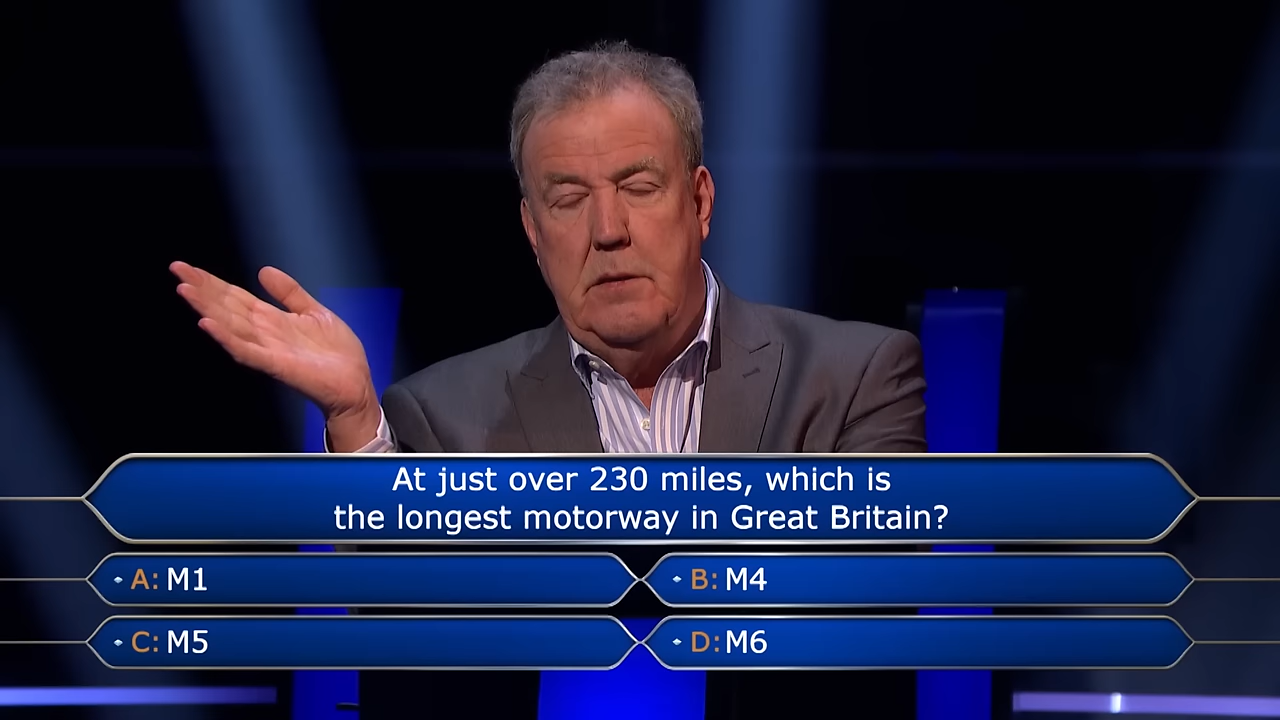 At just over 230 miles, which is
the longest motorway in Great Britain?
A: M1
B: M4
C: M5
D: M6